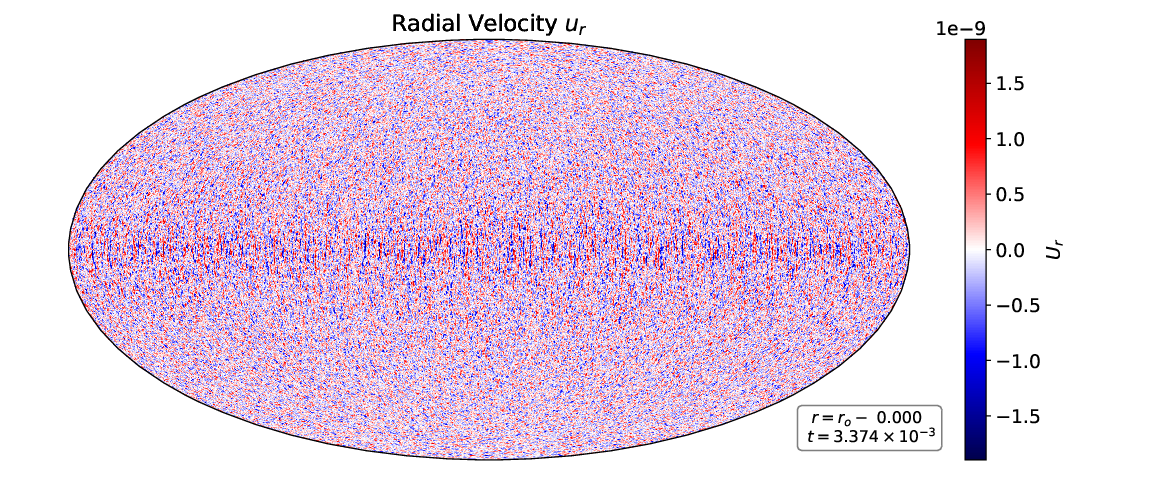 Radial Velocity u_r
1e−9
1.5
1.0
0.5
0.0
−0.5
−1.0
−1.5
U_r
r = r_o − 0.000
t = 3.374 × 10⁻³